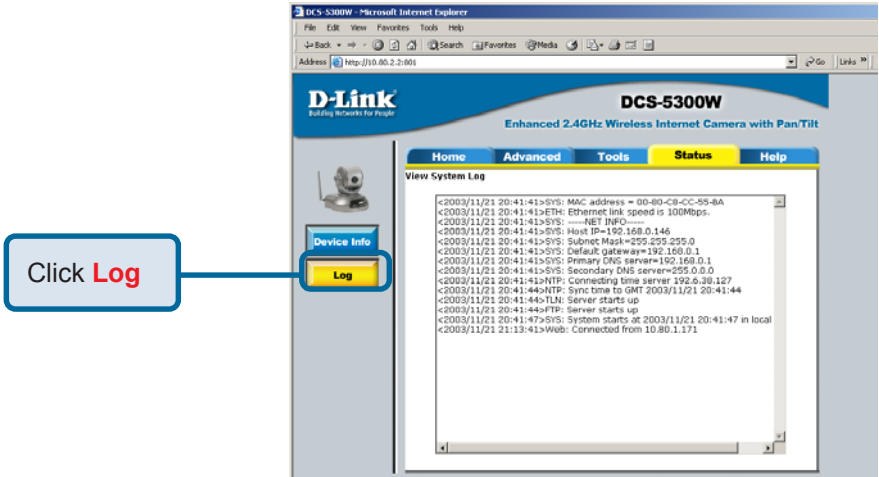 DCS-5300W - Microsoft Internet Explorer
File Edit View Favorites Tools Help
Back Search Favorites Media
Address http://10.80.2.2:801 Go Links »
D-Link
Building Networks for People
DCS-5300W
Enhanced 2.4GHz Wireless Internet Camera with Pan/Tilt
Home Advanced Tools Status Help
View System Log
<2003/11/21 20:41:41>SYS: MAC address = 00-80-C8-CC-55-8A
<2003/11/21 20:41:41>ETH: Ethernet link speed is 100Mbps.
<2003/11/21 20:41:41>SYS: -----NET INFO-----
<2003/11/21 20:41:41>SYS: Host IP=192.168.0.146
<2003/11/21 20:41:41>SYS: Subnet Mask=255.255.255.0
<2003/11/21 20:41:41>SYS: Default gateway=192.168.0.1
<2003/11/21 20:41:41>SYS: Primary DNS server=192.168.0.1
<2003/11/21 20:41:41>SYS: Secondary DNS server=255.0.0.0
<2003/11/21 20:41:41>NTP: Connecting time server 192.6.38.127
<2003/11/21 20:41:44>NTP: Sync time to GMT 2003/11/21 20:41:44
<2003/11/21 20:41:44>TLN: Server starts up
<2003/11/21 20:41:44>FTP: Server starts up
<2003/11/21 20:41:47>SYS: System starts at 2003/11/21 20:41:47 in local
<2003/11/21 21:13:41>Web: Connected from 10.80.1.171
Device Info
Log
Click Log